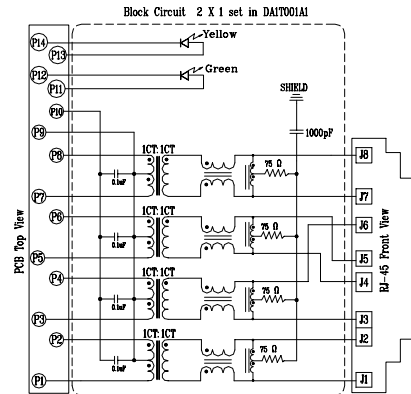 Block Circuit 2 X 1 set in DA1T001A1
P14
Yellow
P13
P12
Green
P11
SHIELD
P10
1000pF
P9
1CT:1CT
P8
75 Ω
J8
0.1uF
P7
J7
1CT:1CT
P6
J6
75 Ω
0.1uF
P5
J5
1CT:1CT
P4
J4
75 Ω
0.1uF
P3
J3
1CT:1CT
P2
J2
75 Ω
0.1uF
P1
J1
PCB Top View
RJ-45 Front View